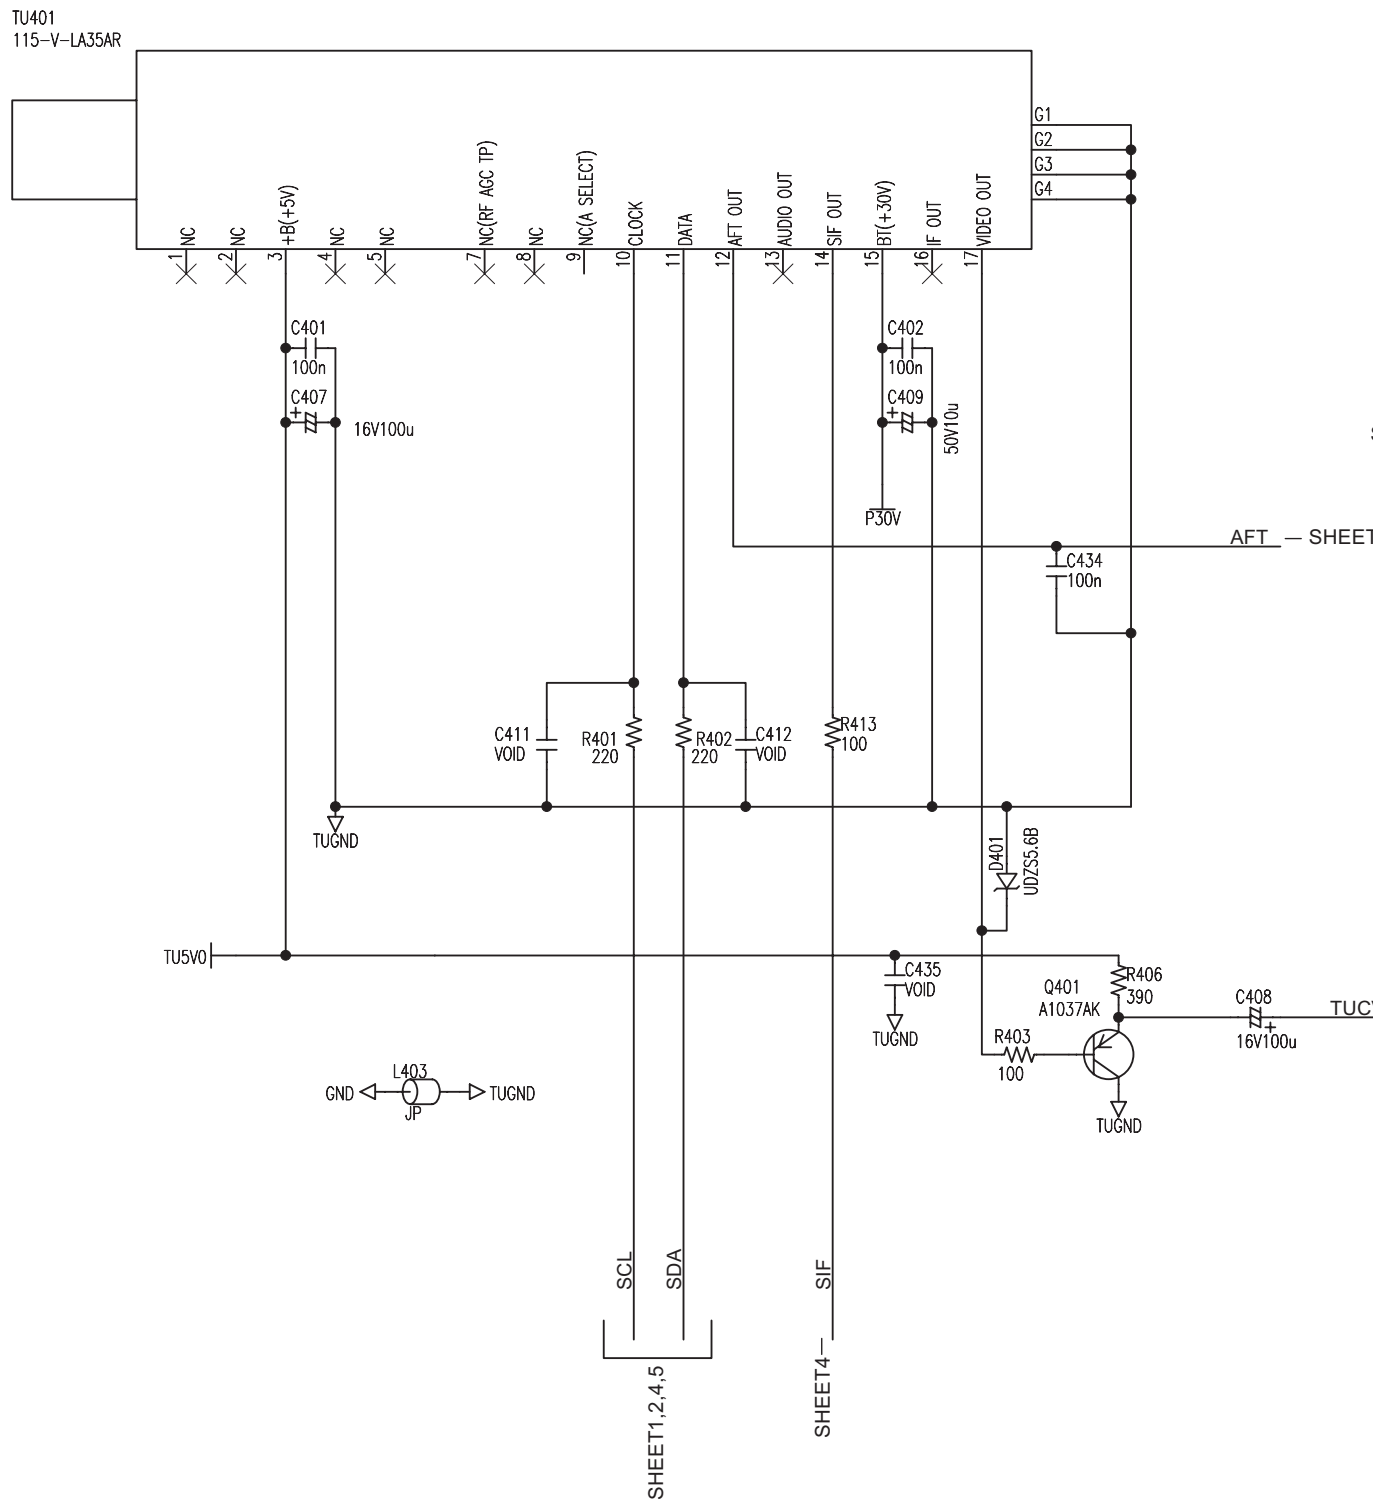 TU401
115-V-LA35AR
G1
G2
G3
G4
NC
NC
+B(+5V)
NC
NC
NC(RF AGC TP)
NC
NC(A SELECT)
CLOCK
DATA
AFT OUT
AUDIO OUT
SIF OUT
BT(+30V)
IF OUT
VIDEO OUT
1
2
3
4
5
7
8
9
10
11
12
13
14
15
16
17
C401
100n
C407
+
16V100u
C402
100n
C409
+
50V10u
P30V
S
AFT — SHEET
C434
100n
C411
VOID
R401
220
R402
220
C412
VOID
R413
100
TUGND
D401
UDZS5.6B
TU5V0
C435
VOID
TUGND
Q401
A1037AK
R406
390
C408
+
16V100u
TUC
R403
100
TUGND
GND
L403
JP
TUGND
SCL
SDA
SIF
SHEET1,2,4,5
SHEET4—